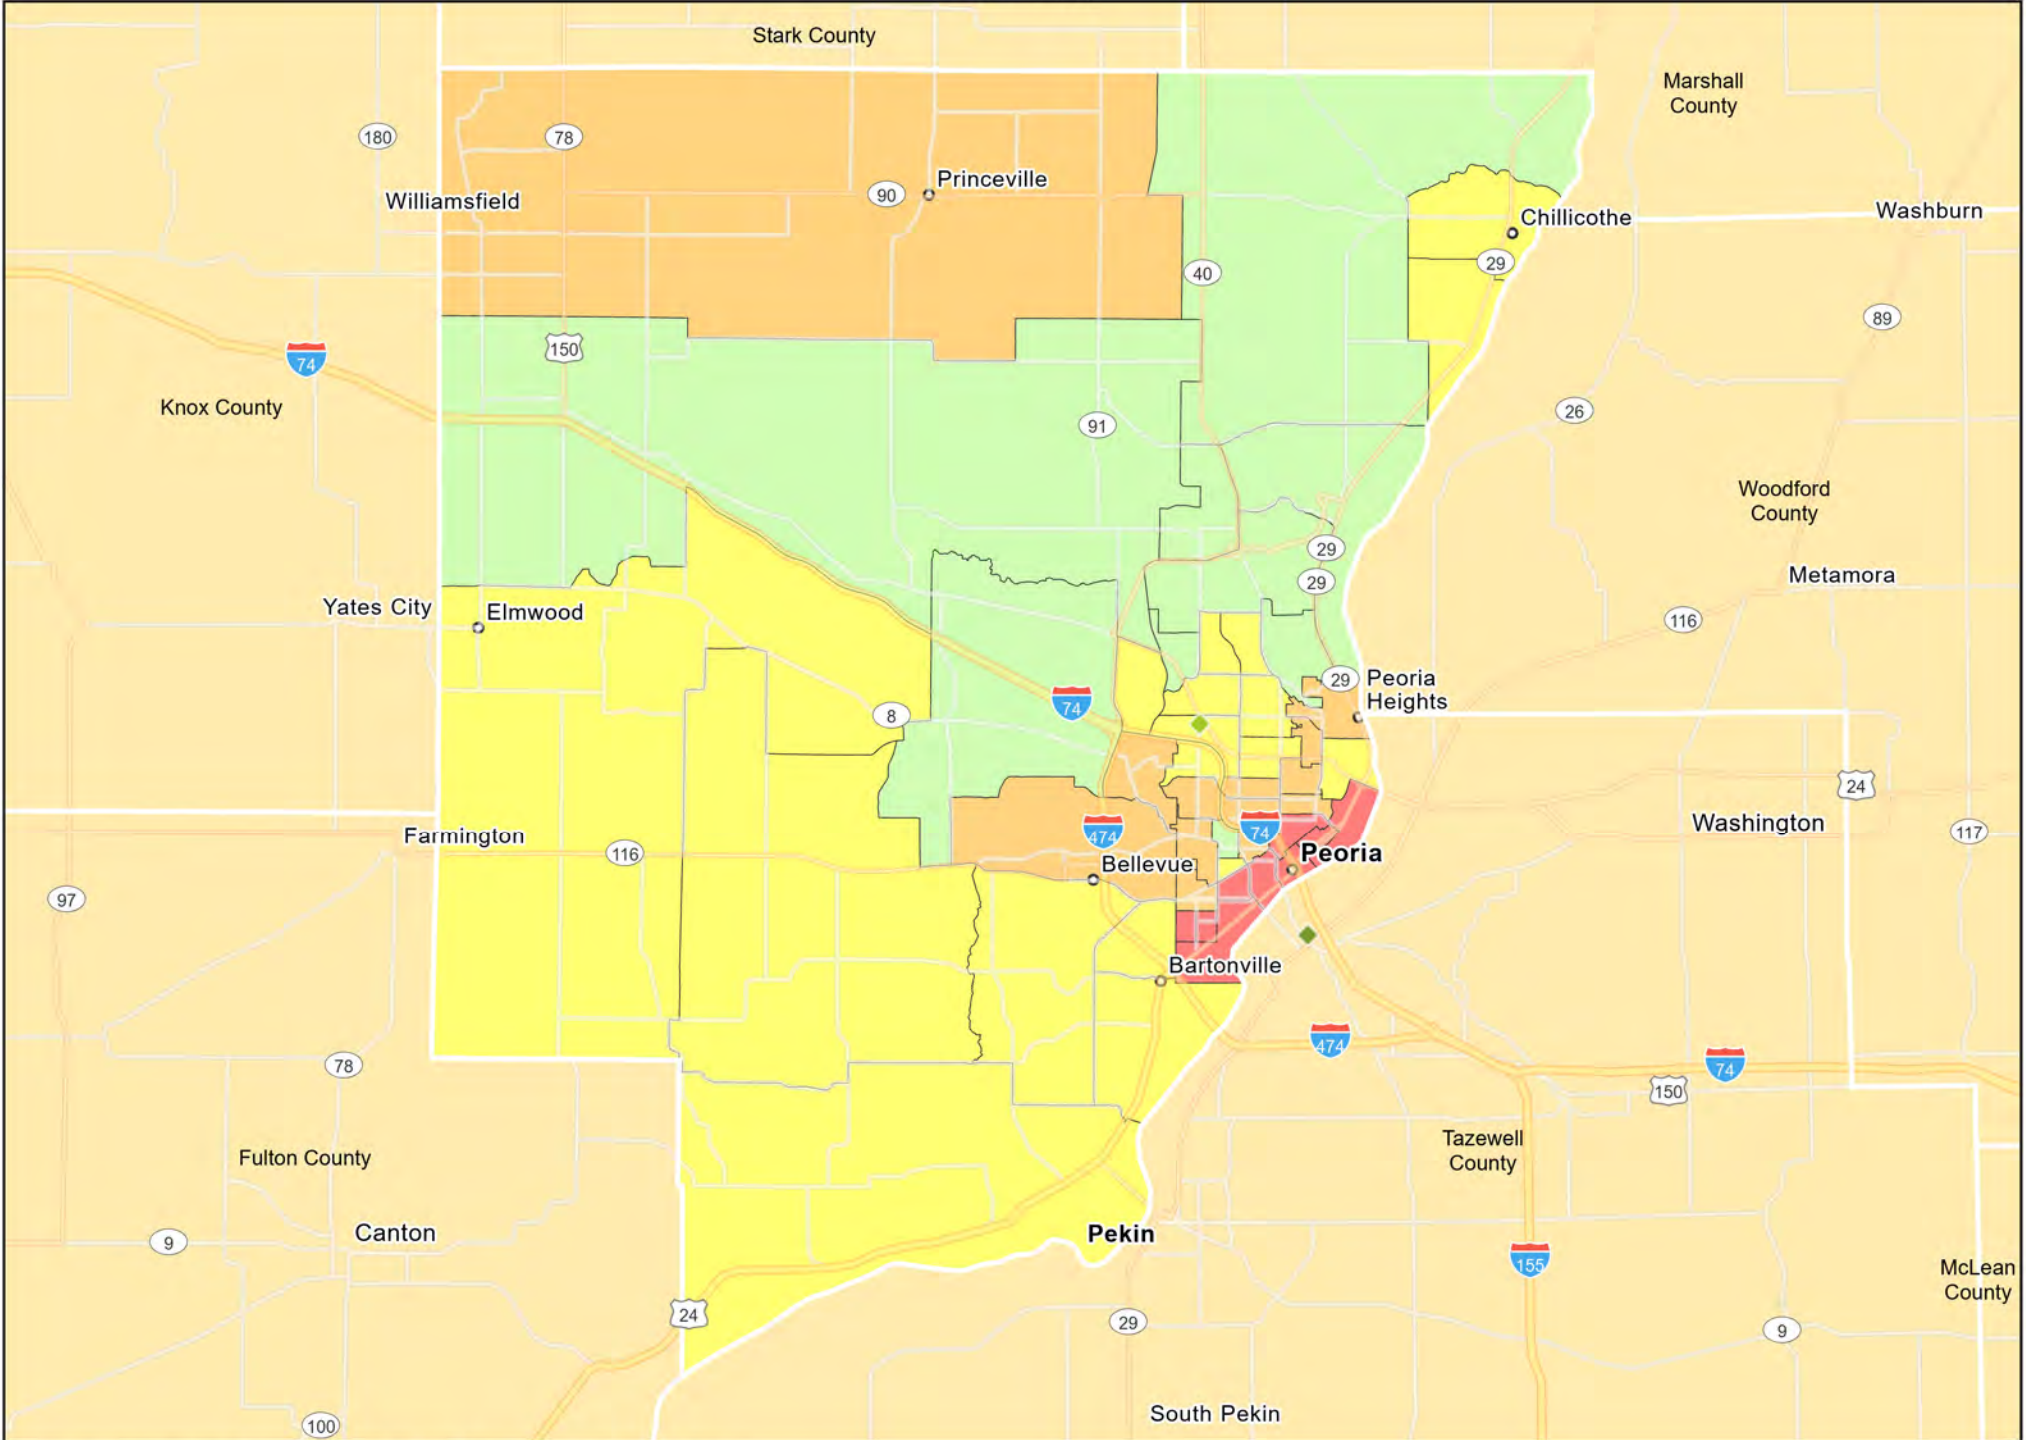 Stark County
Marshall
County
180
78
Princeville
90
Williamsfield
Chillicothe
Washburn
29
40
89
150
74
Knox County
26
91
Woodford
County
29
29
Metamora
Yates City
Elmwood
116
29
Peoria
Heights
74
8
24
Washington
117
Farmington
474
74
116
Peoria
Bellevue
97
Bartonville
474
78
74
150
Tazewell
County
Fulton County
Canton
9
Pekin
155
McLean
County
24
29
9
South Pekin
100